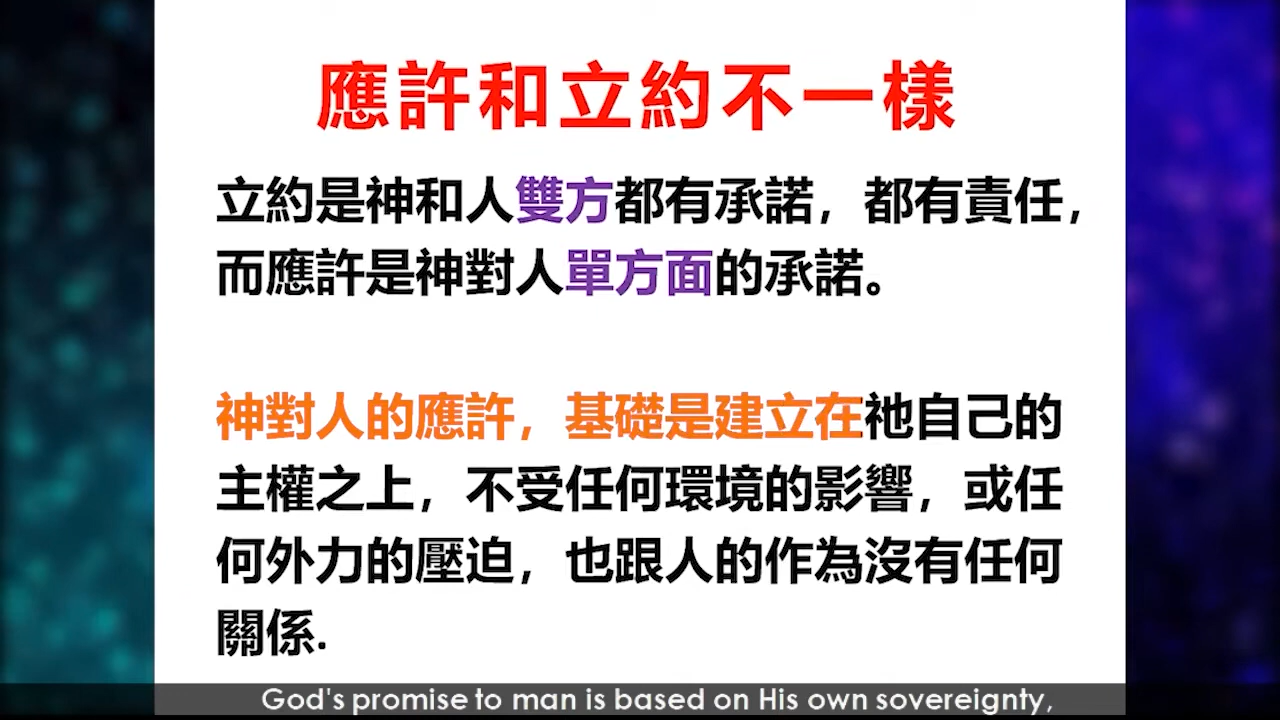 應許和立約不一樣
立約是神和人雙方都有承諾，都有責任，
而應許是神對人單方面的承諾。
神對人的應許，基礎是建立在祂自己的
主權之上，不受任何環境的影響，或任
何外力的壓迫，也跟人的作為沒有任何
關係.
God's promise to man is based on His own sovereignty,